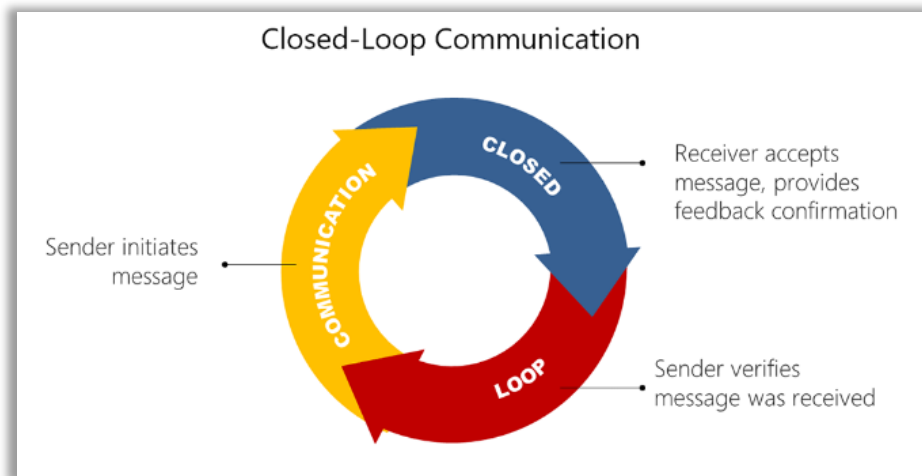 Closed-Loop Communication
CLOSED
Receiver accepts
message, provides
feedback confirmation
COMMUNICATION
Sender initiates
message
LOOP
Sender verifies
message was received